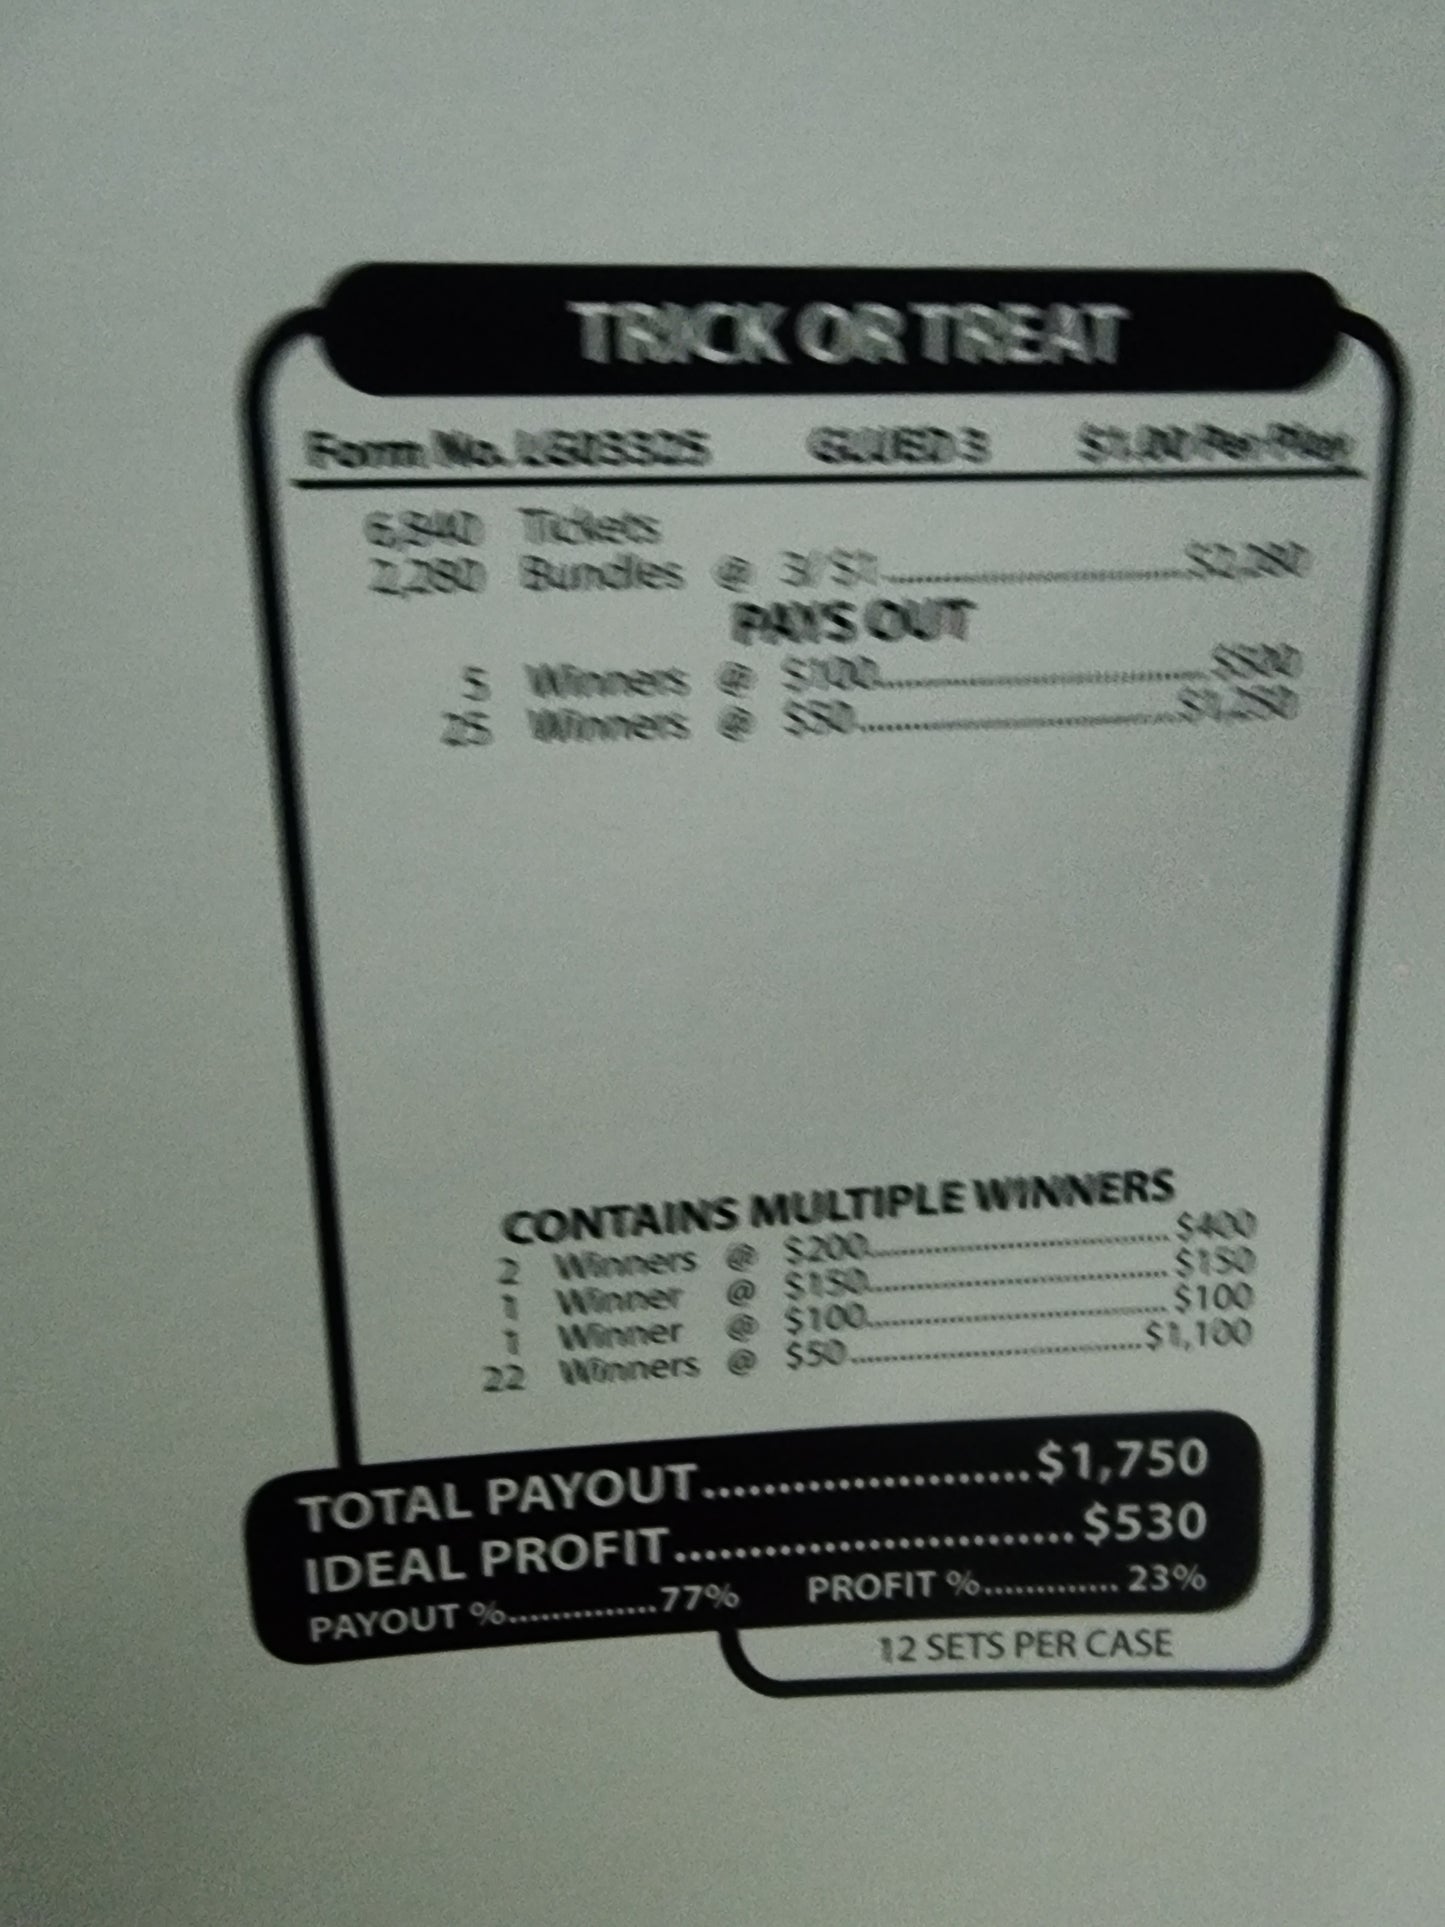 TRICK OR TREAT
Form No. GLUED 3 $1.00 Per Play
6,840 Tickets
2,280 Bundles @ 3/$1 $2,280
PAYS OUT
5 Winners @ $100 $500
25 Winners @ $50 $1,250
CONTAINS MULTIPLE WINNERS
2 Winners @ $200 $400
1 Winner @ $150 $150
1 Winner @ $100 $100
22 Winners @ $50 $1,100
TOTAL PAYOUT $1,750
IDEAL PROFIT $530
PAYOUT % 77% PROFIT % 23%
12 SETS PER CASE